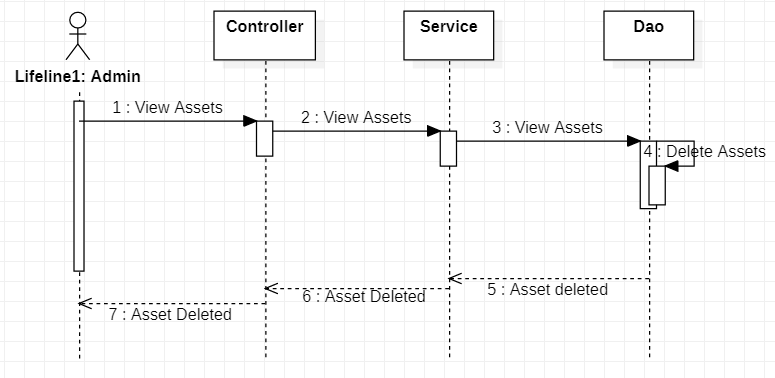 Controller
Service
Dao
Lifeline1: Admin
1 : View Assets
2 : View Assets
3 : View Assets
4 : Delete Assets
5 : Asset deleted
6 : Asset Deleted
7 : Asset Deleted